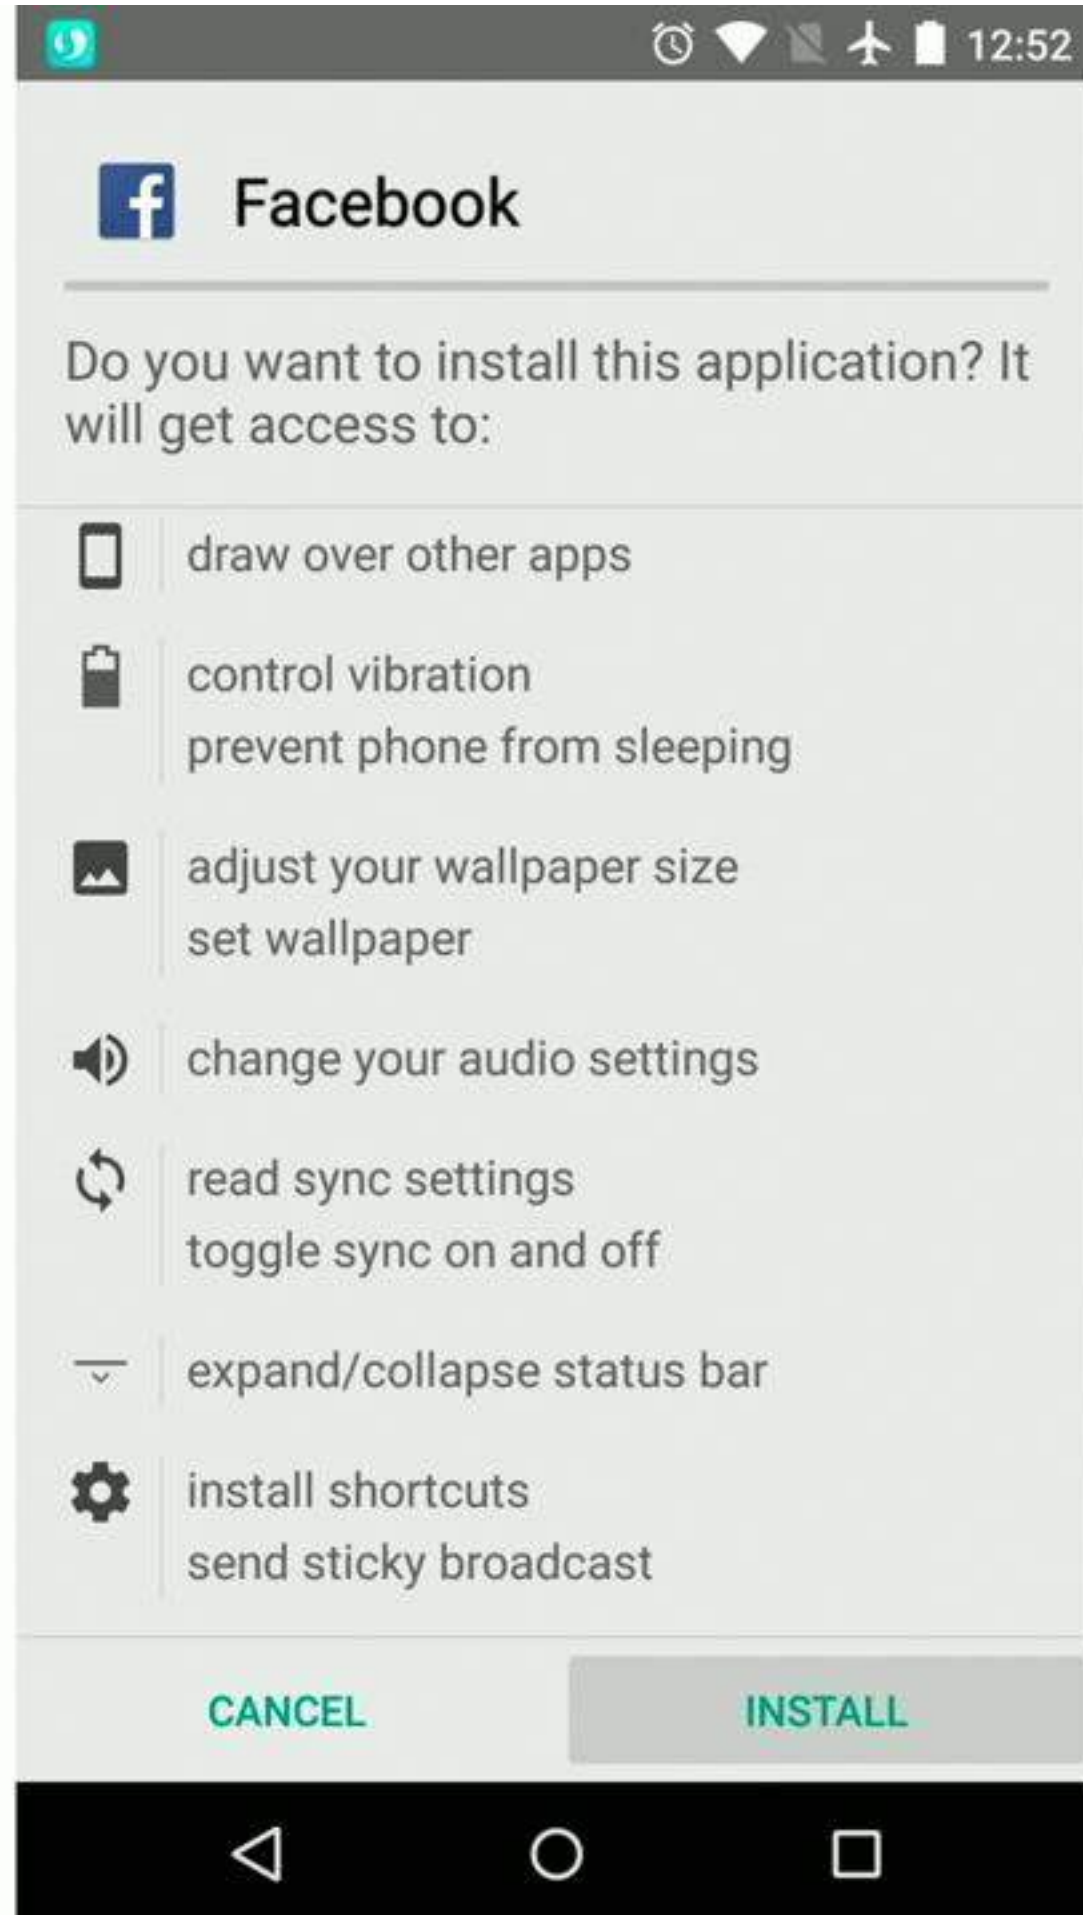 12:52
Facebook
Do you want to install this application? It
will get access to:
draw over other apps
control vibration
prevent phone from sleeping
adjust your wallpaper size
set wallpaper
change your audio settings
read sync settings
toggle sync on and off
expand/collapse status bar
install shortcuts
send sticky broadcast
CANCEL
INSTALL